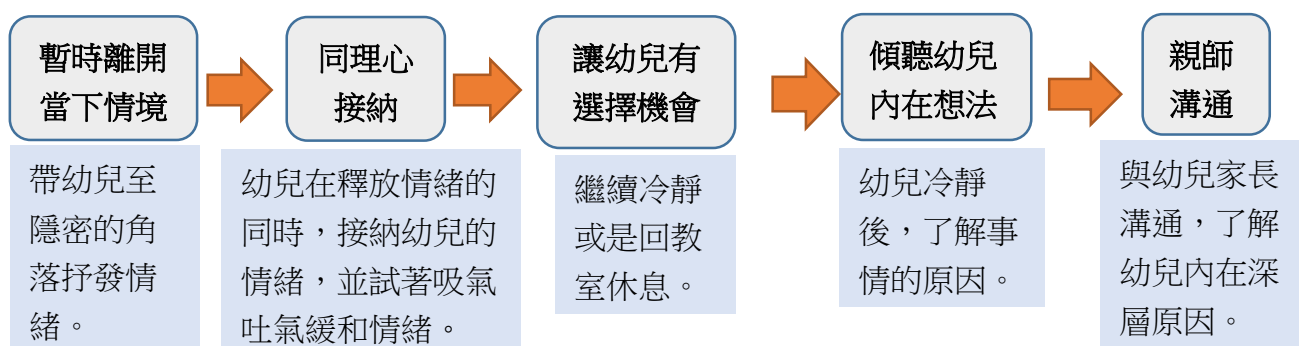 暫時離開
當下情境
同理心
接納
讓幼兒有
選擇機會
傾聽幼兒
內在想法
親師
溝通
帶幼兒至
隱密的角
落抒發情
緒。
幼兒在釋放情緒的
同時，接納幼兒的
情緒，並試著吸氣
吐氣緩和情緒。
繼續冷靜
或是回教
室休息。
幼兒冷靜
後，了解事
情的原因。
與幼兒家長
溝通，了解
幼兒內在深
層原因。